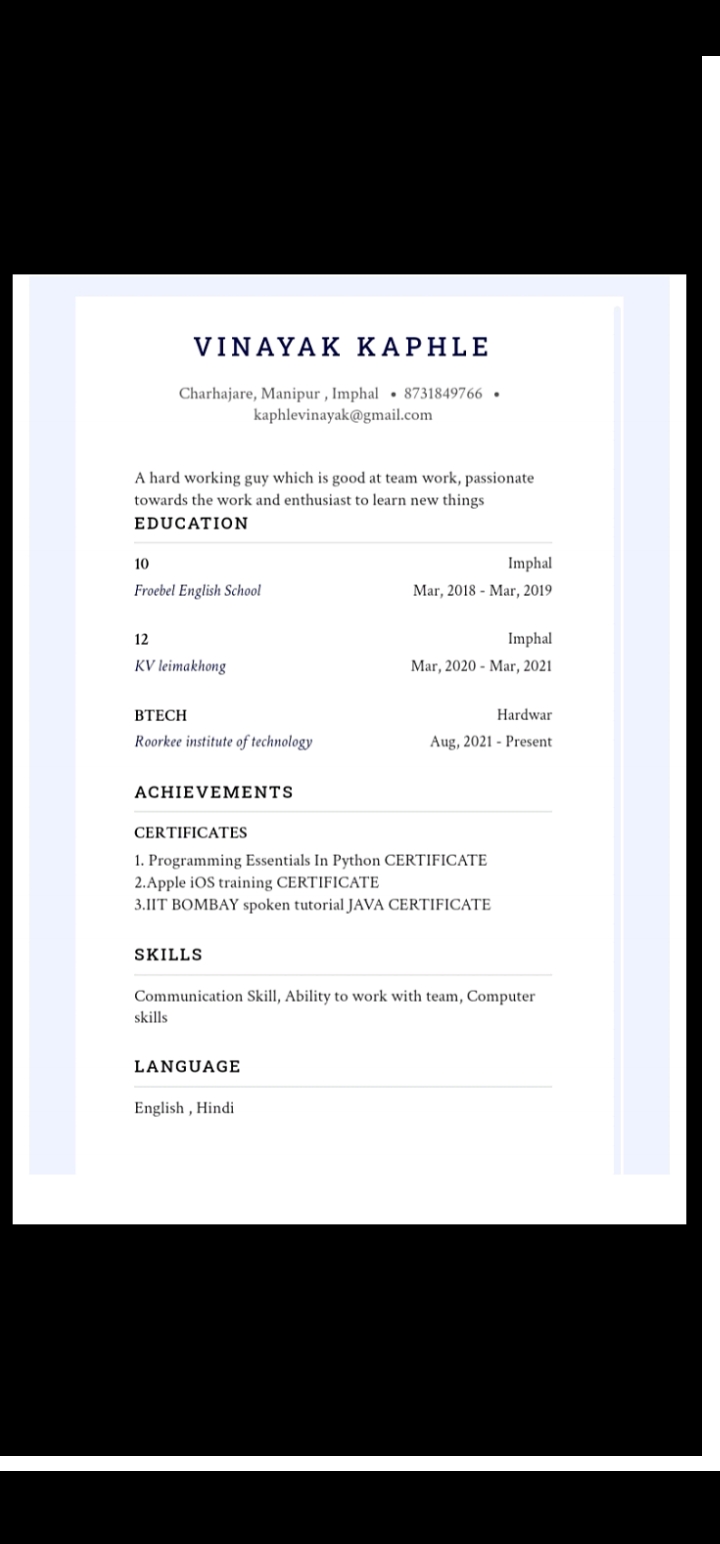 VINAYAK KAPHLE
Charhajare, Manipur , Imphal • 8731849766 •
kaphlevinayak@gmail.com
A hard working guy which is good at team work, passionate
towards the work and enthusiast to learn new things
EDUCATION
10 Imphal
Froebel English School Mar, 2018 - Mar, 2019
12 Imphal
KV leimakhong Mar, 2020 - Mar, 2021
BTECH Hardwar
Roorkee institute of technology Aug, 2021 - Present
ACHIEVEMENTS
CERTIFICATES
1. Programming Essentials In Python CERTIFICATE
2.Apple iOS training CERTIFICATE
3.IIT BOMBAY spoken tutorial JAVA CERTIFICATE
SKILLS
Communication Skill, Ability to work with team, Computer
skills
LANGUAGE
English , Hindi